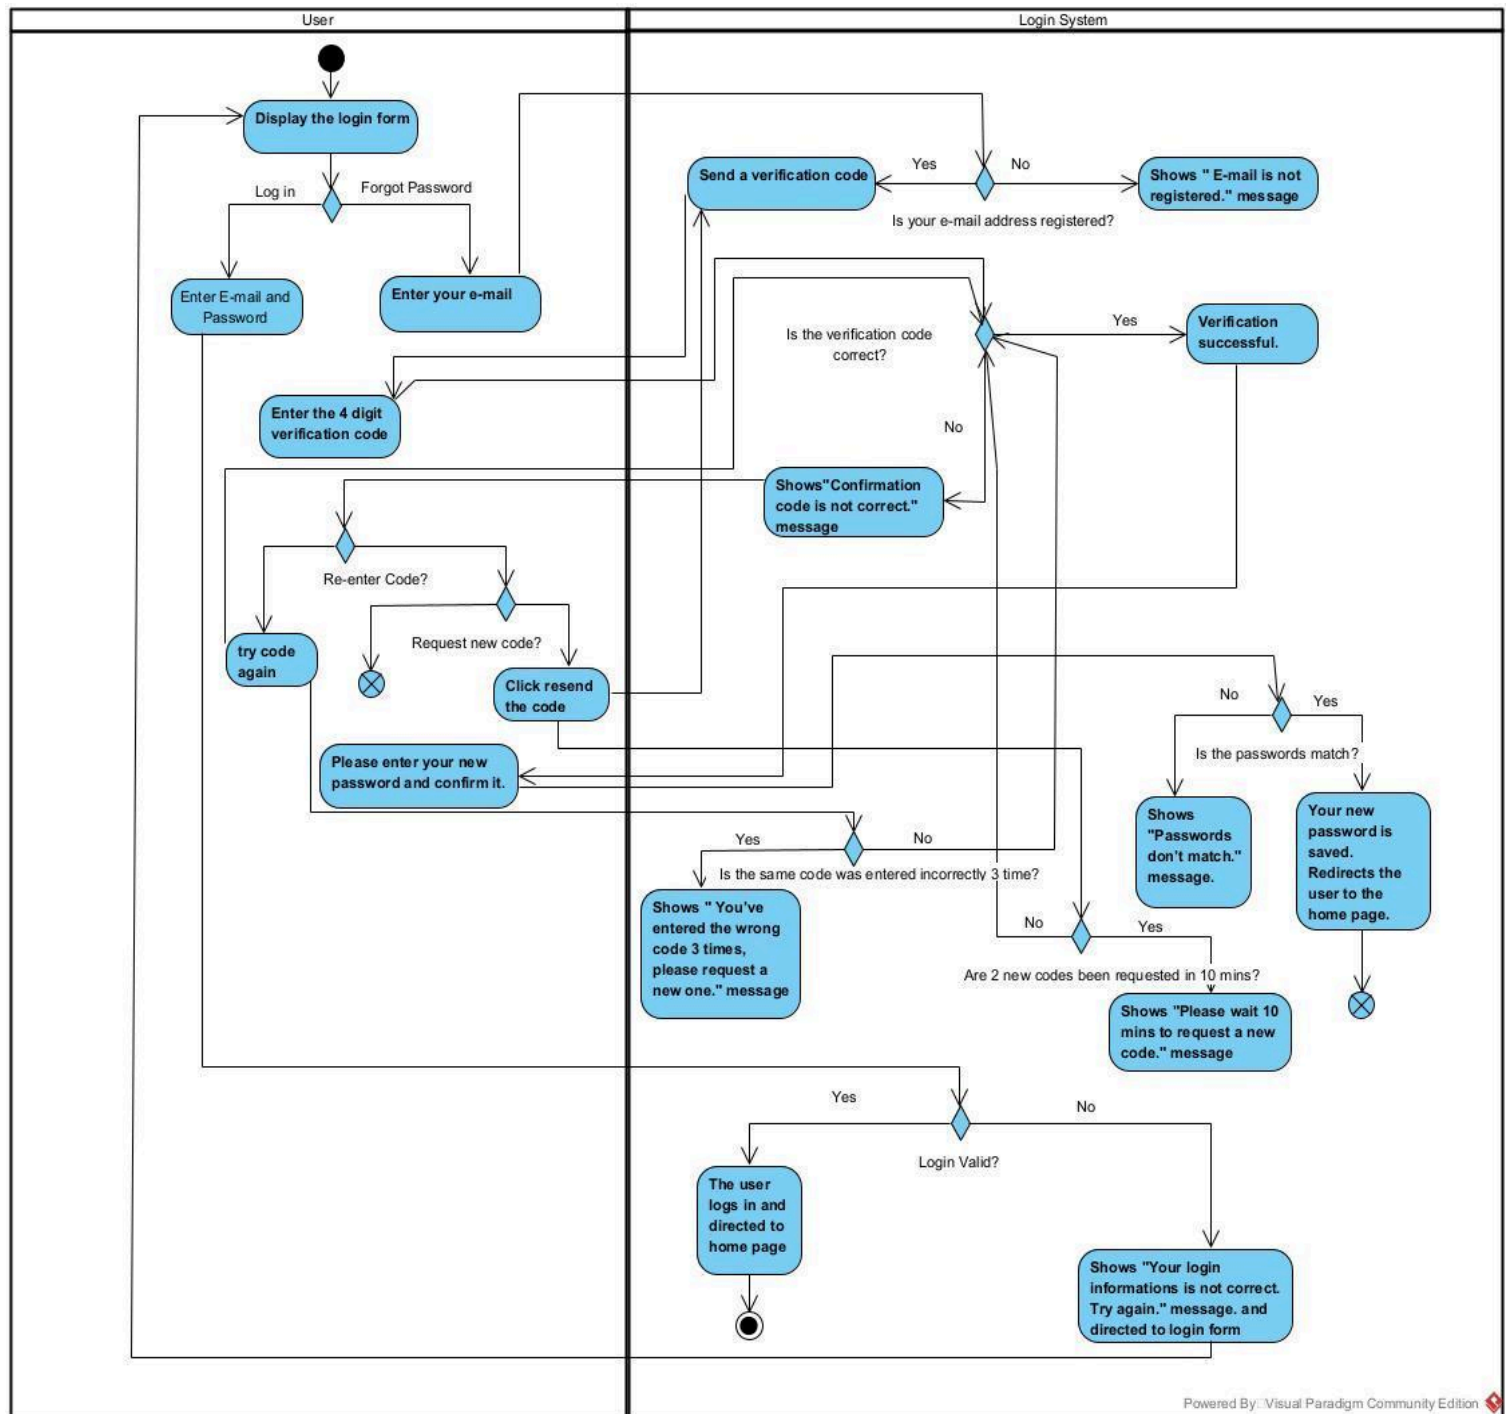 User
Login System
Display the login form
Log in
Forgot Password
Enter E-mail and
Password
Enter your e-mail
Send a verification code
Yes
No
Shows " E-mail is not
registered." message
Is your e-mail address registered?
Is the verification code
correct?
Yes
Verification
successful.
No
Enter the 4 digit
verification code
Shows"Confirmation
code is not correct."
message
Re-enter Code?
Request new code?
try code
again
Click resend
the code
Please enter your new
password and confirm it.
No
Yes
Is the passwords match?
Shows
"Passwords
don't match."
message.
Your new
password is
saved.
Redirects the
user to the
home page.
Yes
No
Is the same code was entered incorrectly 3 time?
Shows " You've
entered the wrong
code 3 times,
please request a
new one." message
No
Yes
Are 2 new codes been requested in 10 mins?
Shows "Please wait 10
mins to request a new
code." message
Yes
No
Login Valid?
The user
logs in and
directed to
home page
Shows "Your login
informations is not correct.
Try again." message. and
directed to login form
Powered By Visual Paradigm Community Edition